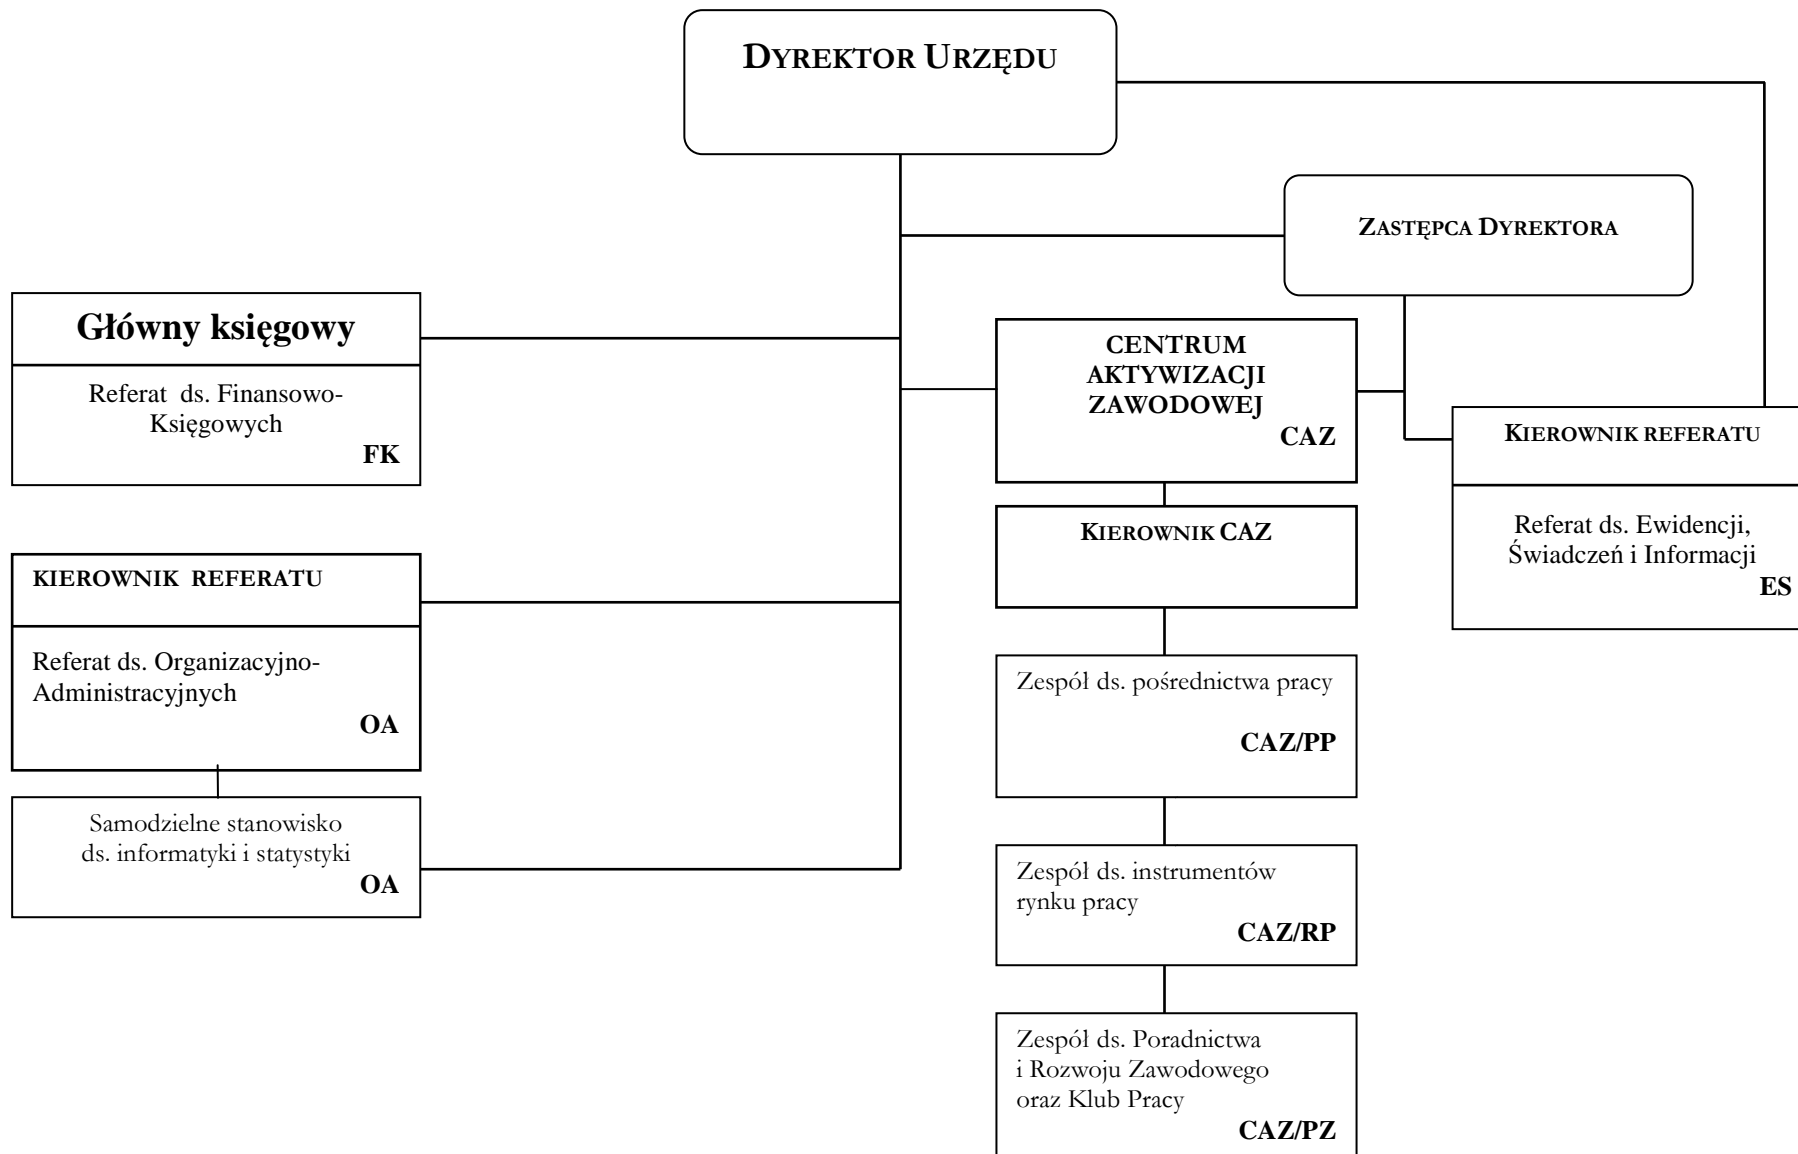 DYREKTOR URZĘDU
ZASTĘPCA DYREKTORA
Główny księgowy
Referat ds. Finansowo-
Księgowych
FK
CENTRUM
AKTYWIZACJI
ZAWODOWEJ
CAZ
KIEROWNIK REFERATU
Referat ds. Ewidencji,
Świadczeń i Informacji
ES
KIEROWNIK CAZ
KIEROWNIK REFERATU
Referat ds. Organizacyjno-
Administracyjnych
OA
Zespół ds. pośrednictwa pracy
CAZ/PP
Samodzielne stanowisko
ds. informatyki i statystyki
OA
Zespół ds. instrumentów
rynku pracy
CAZ/RP
Zespół ds. Poradnictwa
i Rozwoju Zawodowego
oraz Klub Pracy
CAZ/PZ